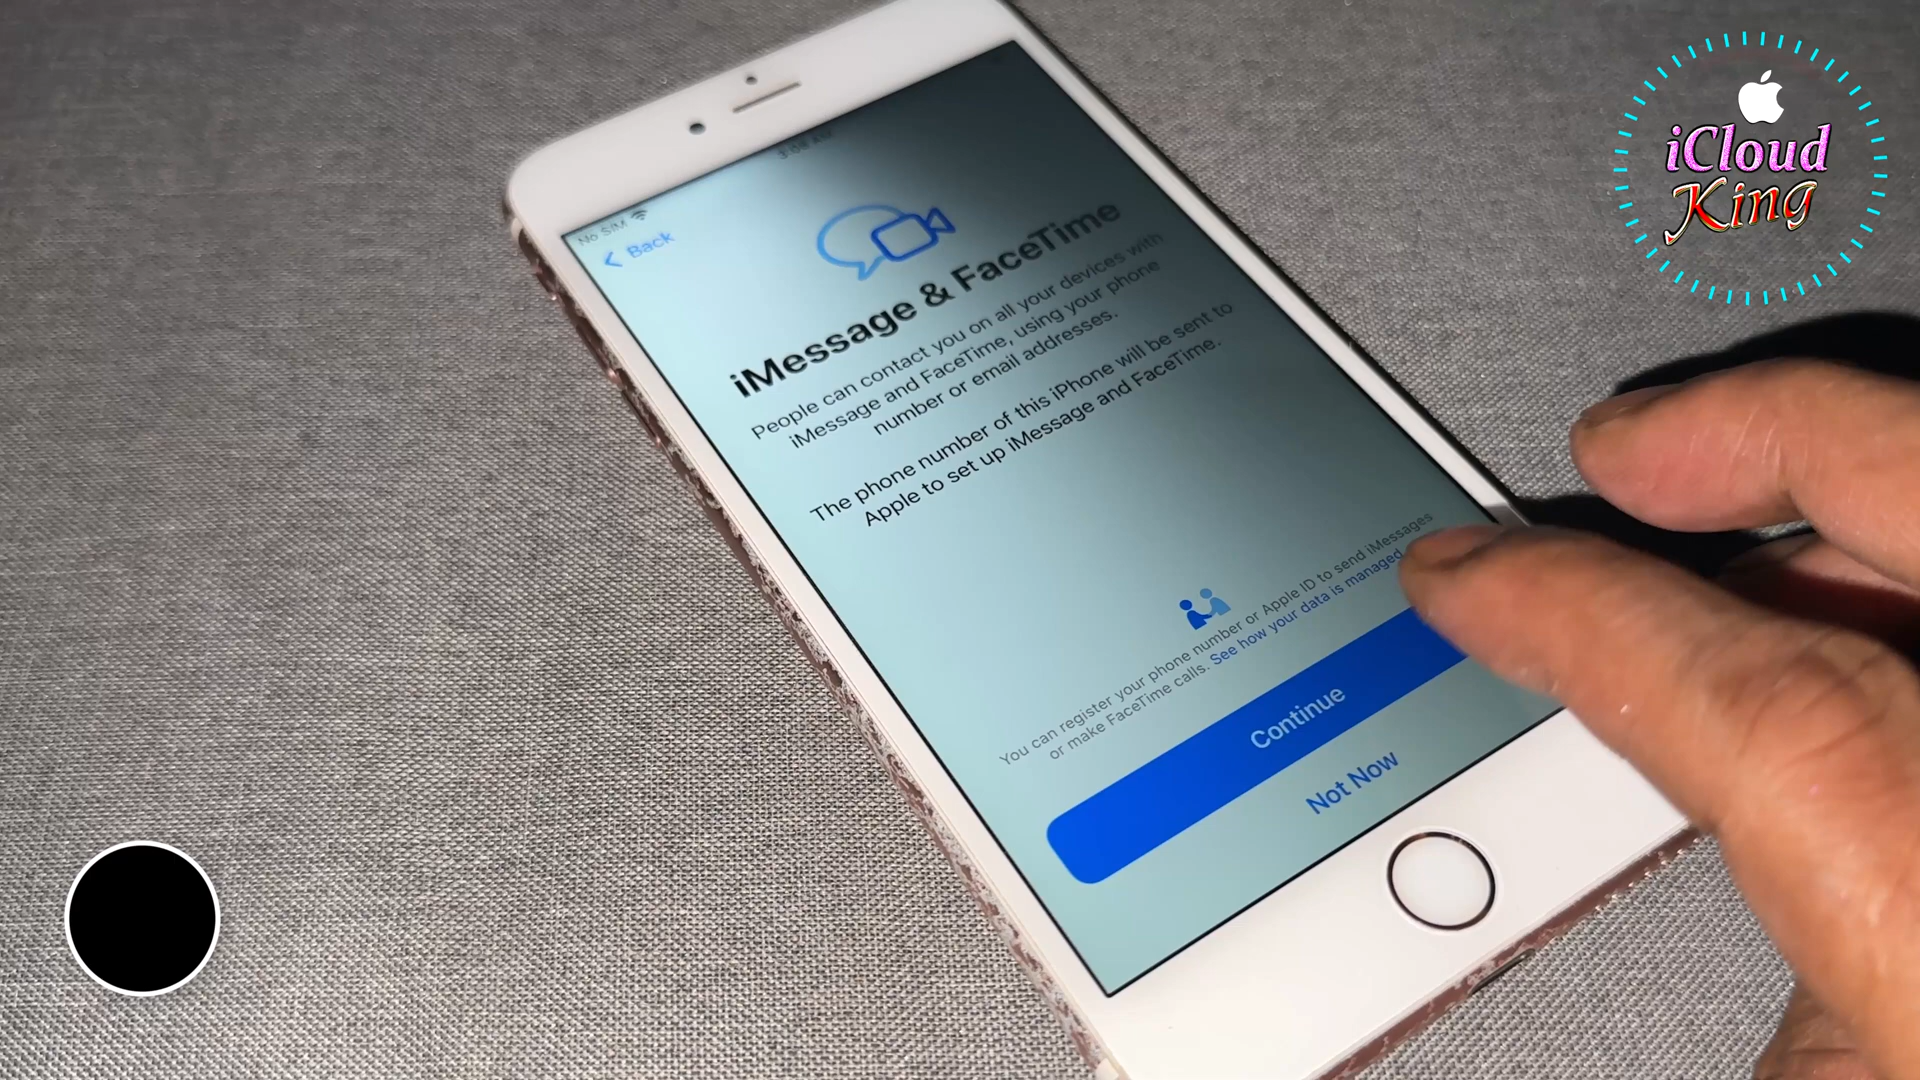 iCloud
King
No SIM
Back
iMessage & FaceTime
People can contact you on all your devices with
iMessage and FaceTime, using your phone
number or email addresses.
The phone number of this iPhone will be sent to
Apple to set up iMessage and FaceTime.
You can register your phone number or Apple ID to send iMessages
or make FaceTime calls. See how your data is managed
Continue
Not Now